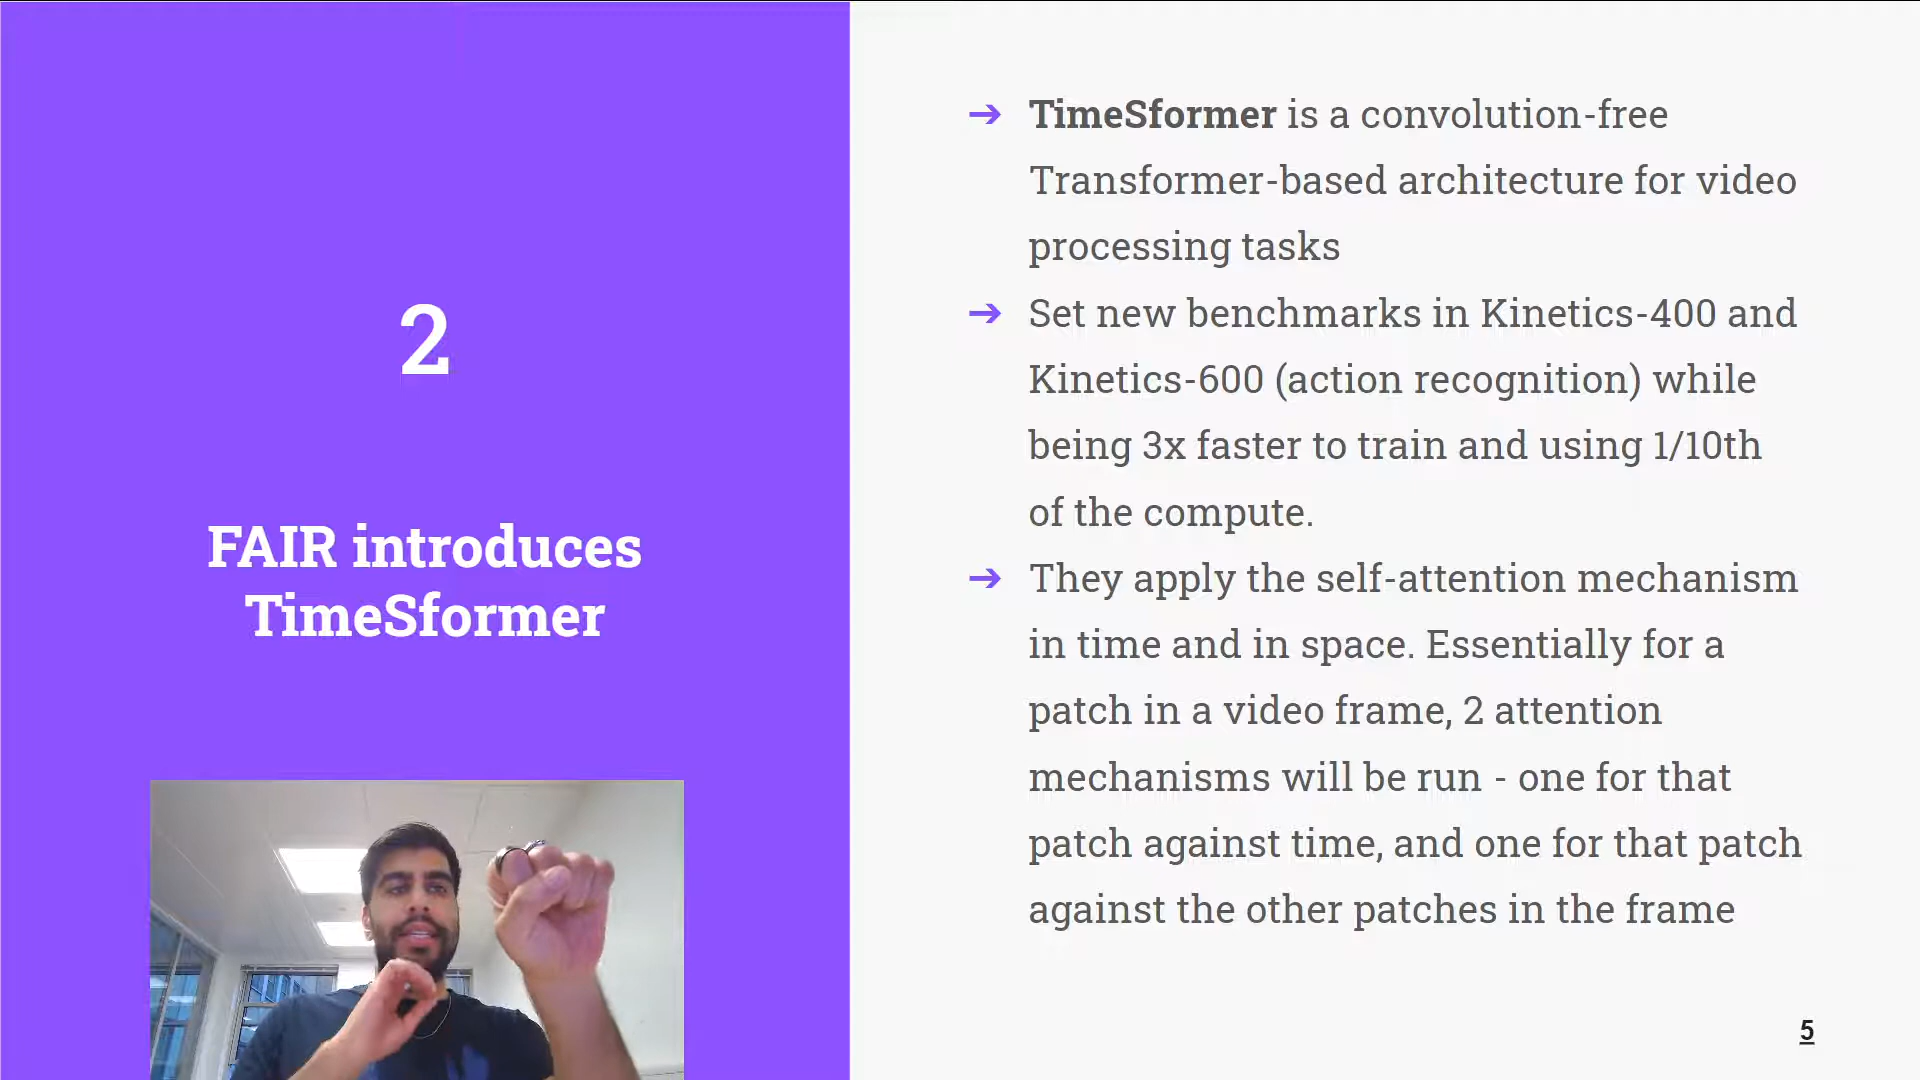 2
FAIR introduces
TimeSformer
➔ TimeSformer is a convolution-free
Transformer-based architecture for video
processing tasks
➔ Set new benchmarks in Kinetics-400 and
Kinetics-600 (action recognition) while
being 3x faster to train and using 1/10th
of the compute.
➔ They apply the self-attention mechanism
in time and in space. Essentially for a
patch in a video frame, 2 attention
mechanisms will be run - one for that
patch against time, and one for that patch
against the other patches in the frame
5